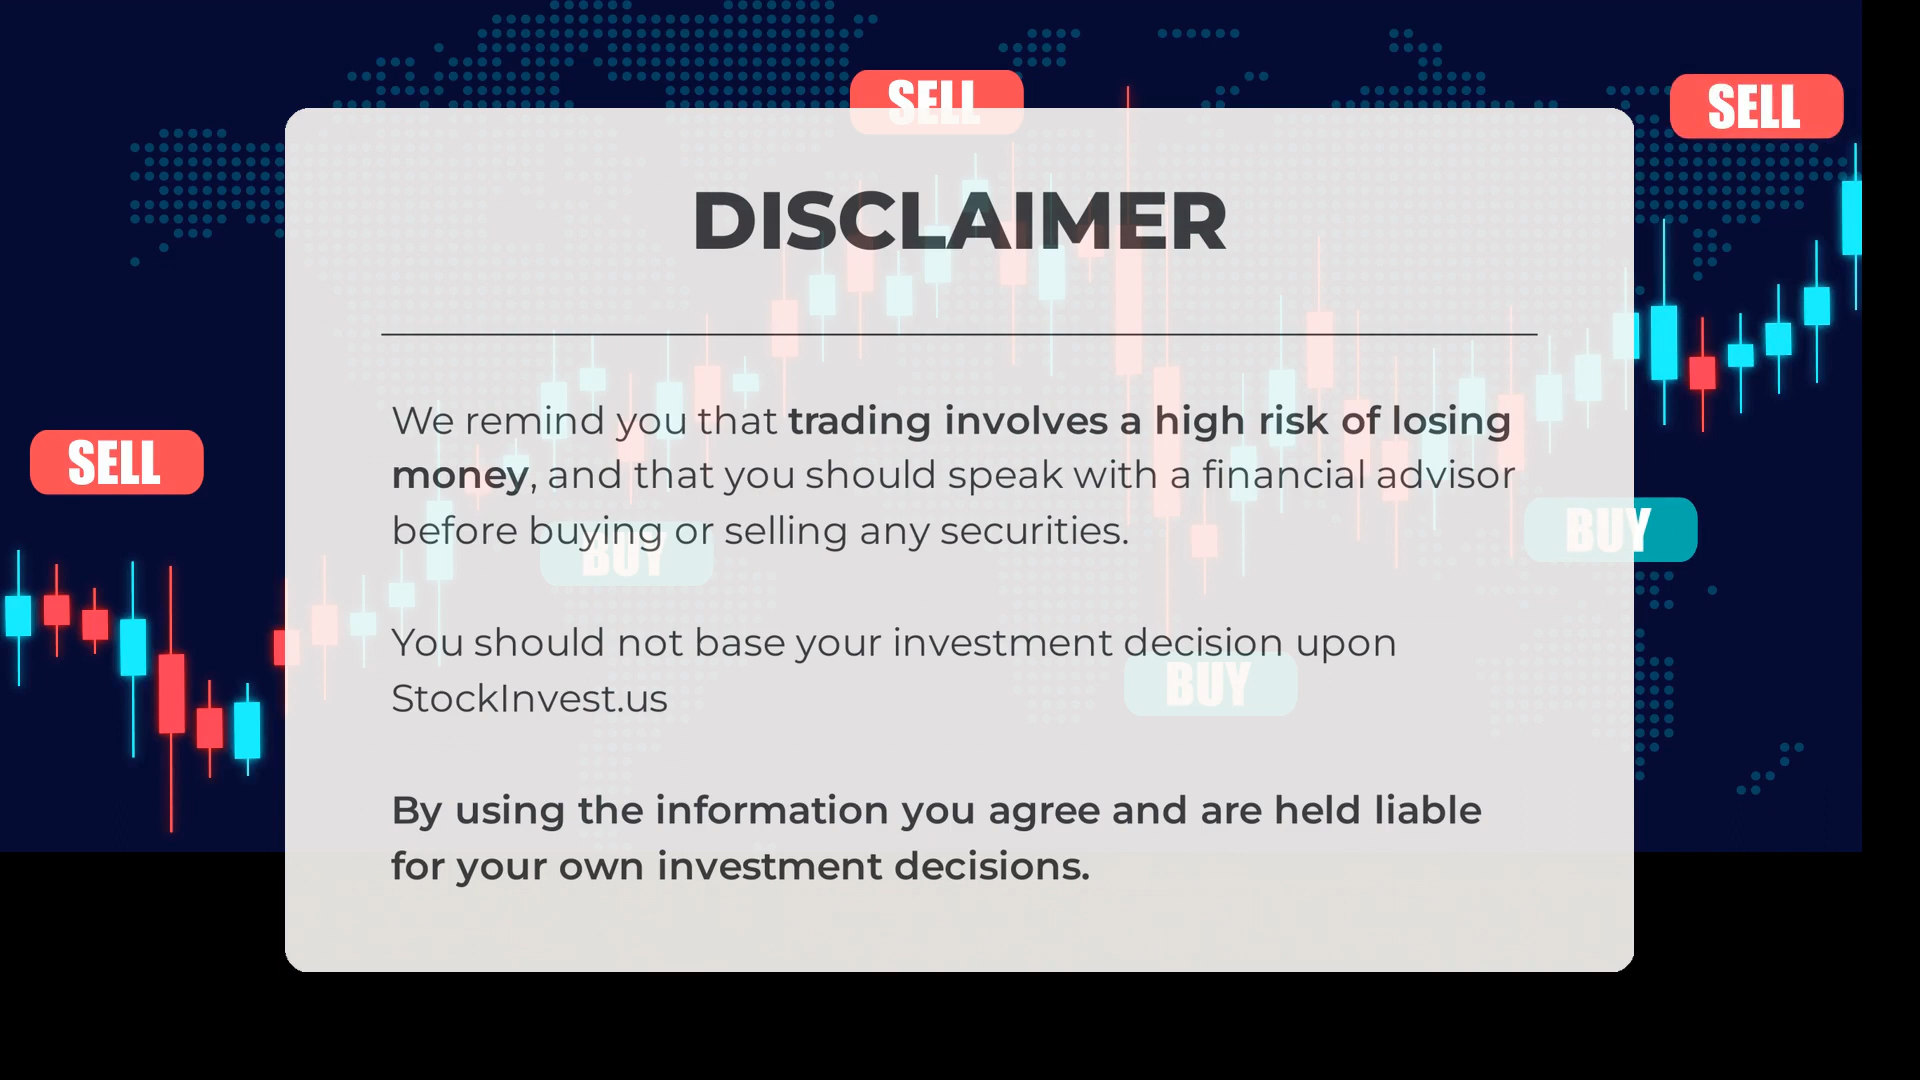 SELL
SELL
DISCLAIMER
SELL
We remind you that trading involves a high risk of losing
money, and that you should speak with a financial advisor
before buying or selling any securities.
BUY
BUY
You should not base your investment decision upon
StockInvest.us
BUY
By using the information you agree and are held liable
for your own investment decisions.